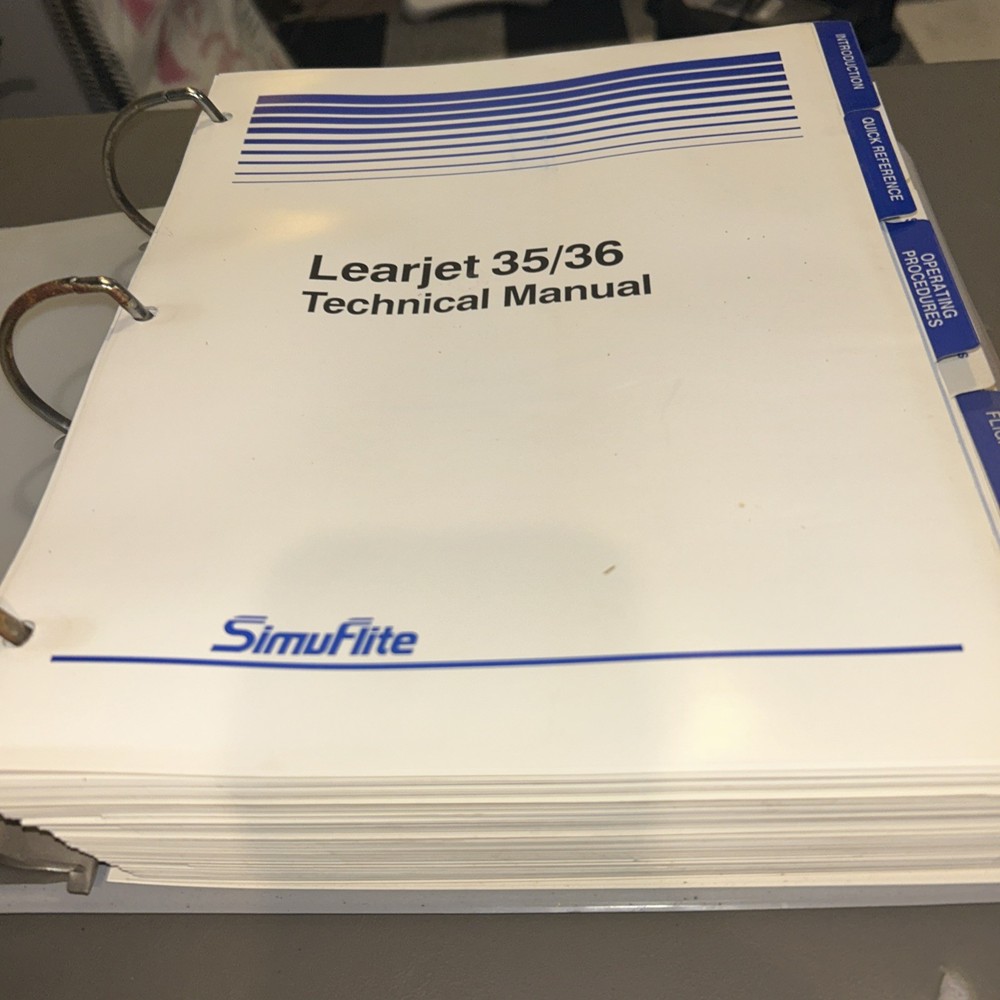 INTRODUCTION
QUICK REFERENCE
OPERATING
PROCEDURES
Learjet 35/36
Technical Manual
SimuFlite